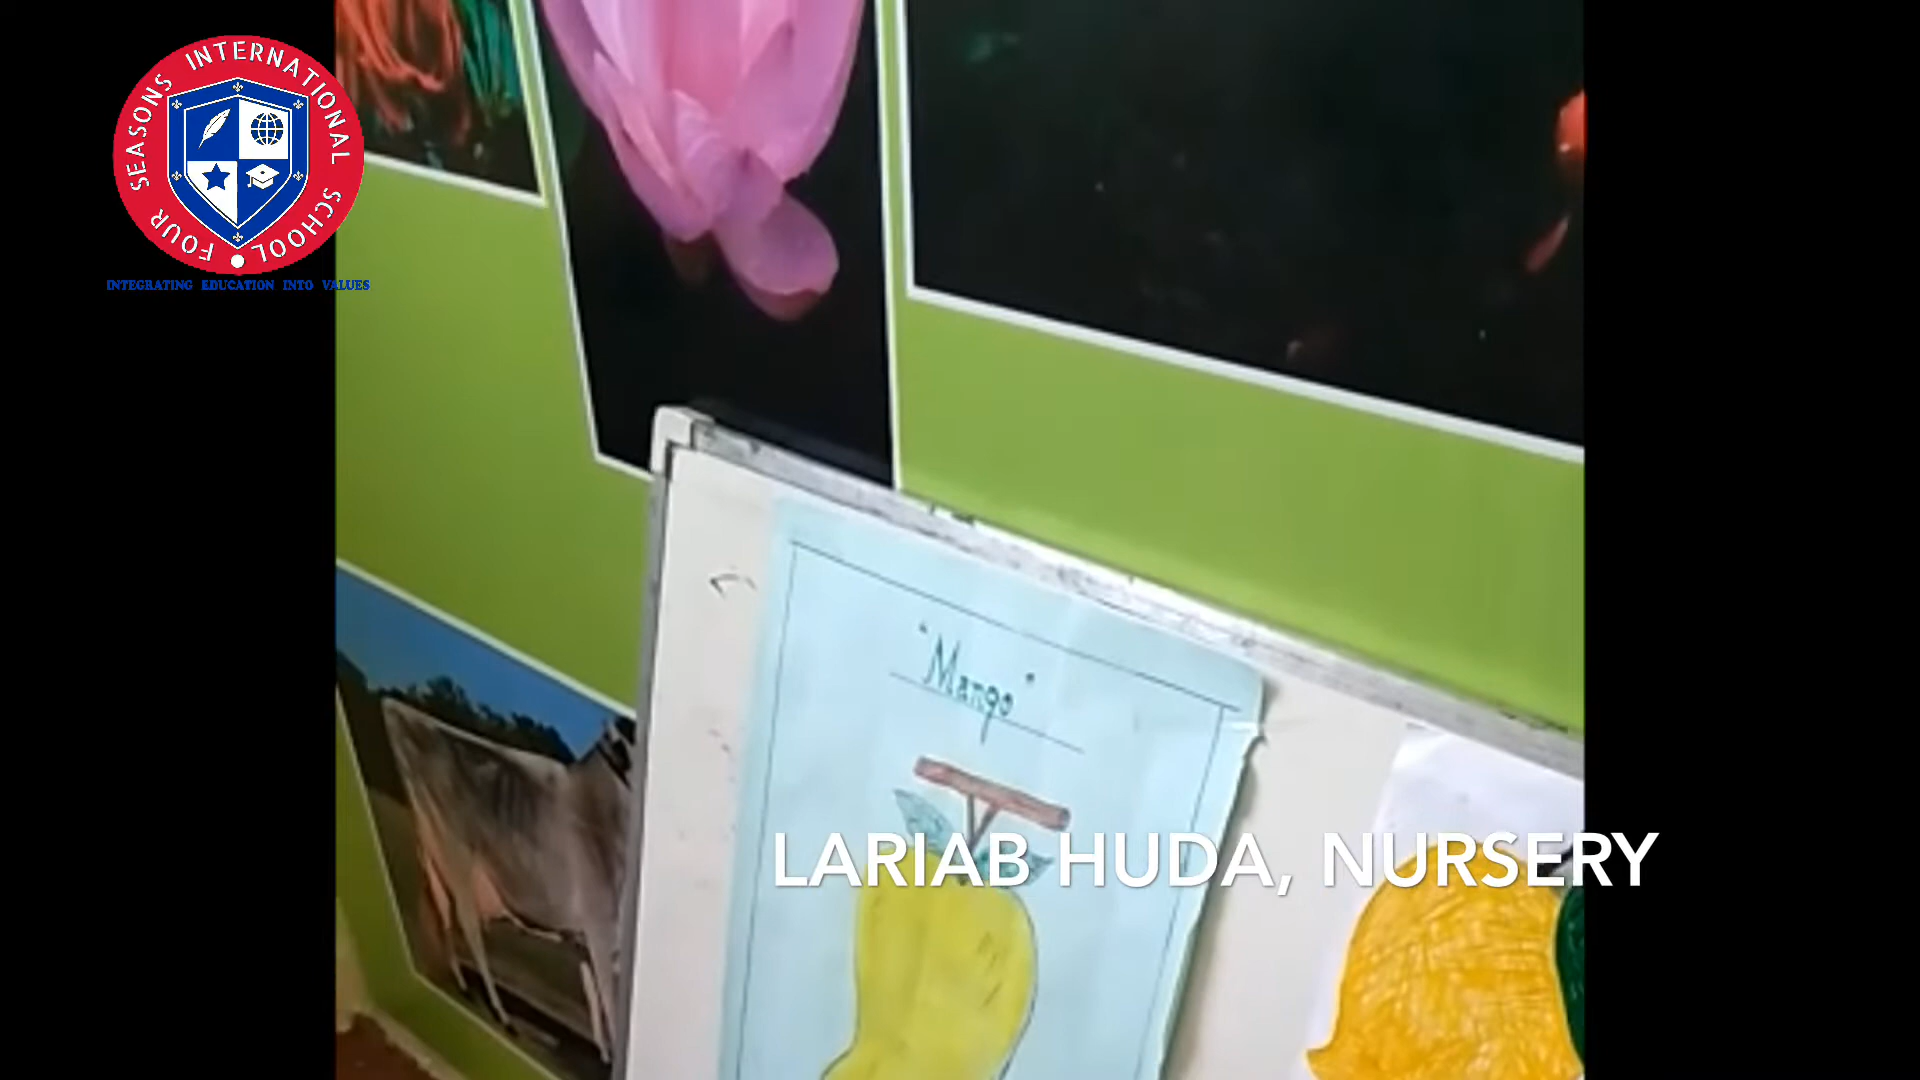 FOUR SEASONS INTERNATIONAL SCHOOL
INTEGRATING EDUCATION INTO VALUES
"Mango"
LARIAB HUDA, NURSERY